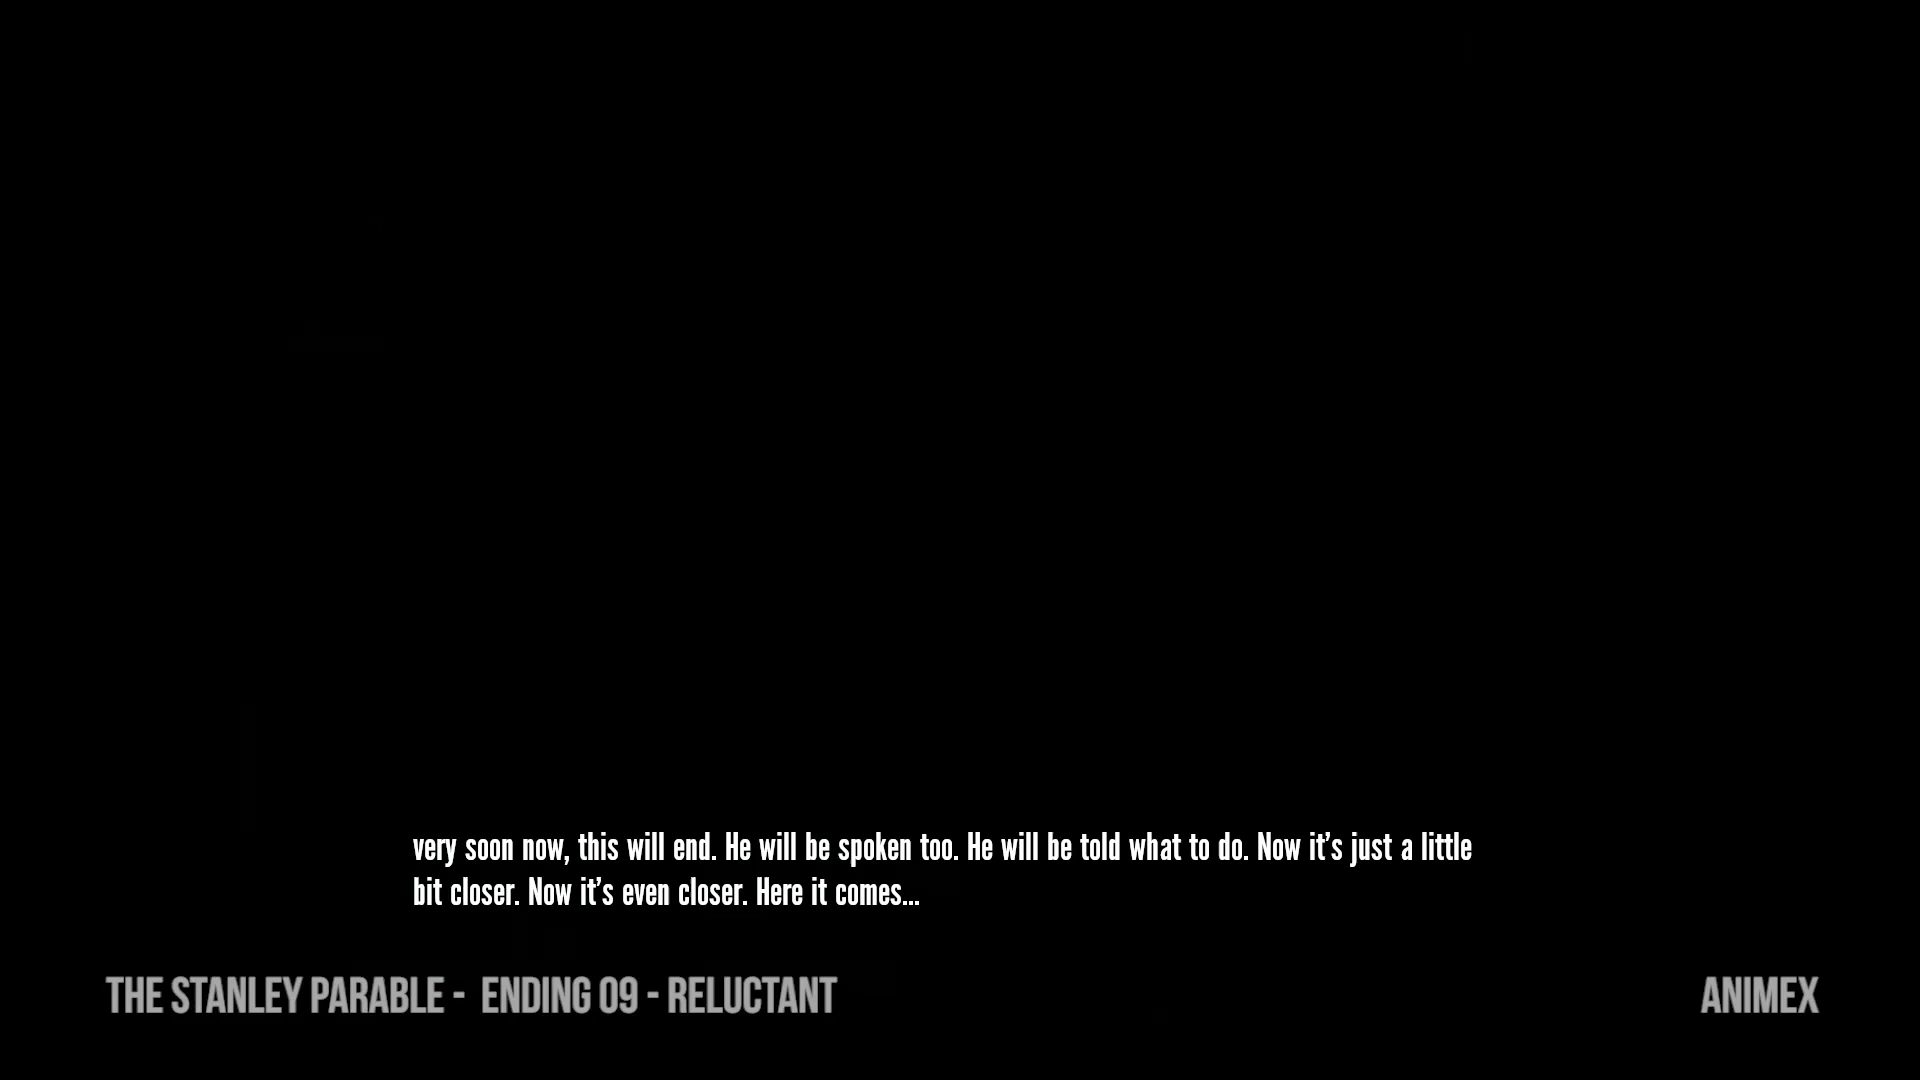 very soon now, this will end. He will be spoken too. He will be told what to do. Now it’s just a little
bit closer. Now it’s even closer. Here it comes...
THE STANLEY PARABLE - ENDING 09 - RELUCTANT
ANIMEX